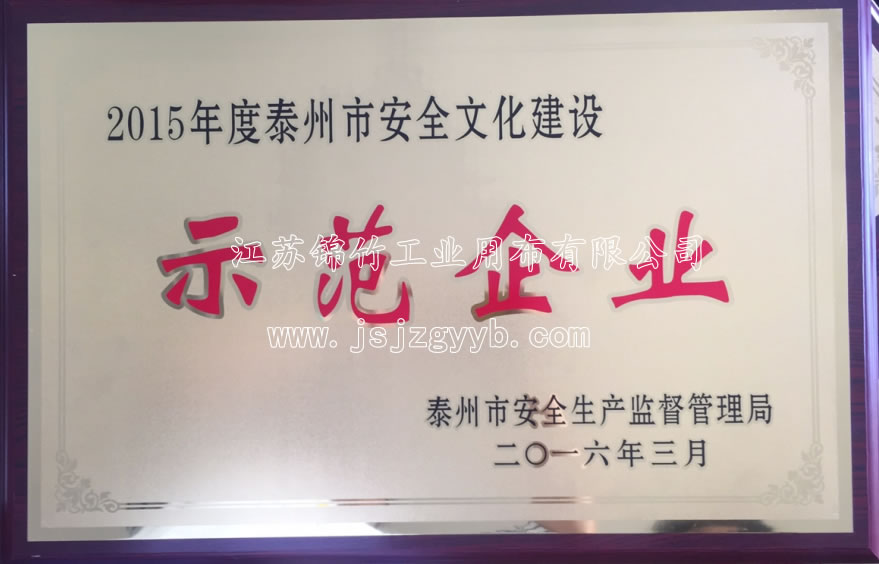 2015年度泰州市安全文化建设
示范企业
江苏锦竹工业用布有限公司
www.jsjzgyyb.com
泰州市安全生产监督管理局
二〇一六年三月